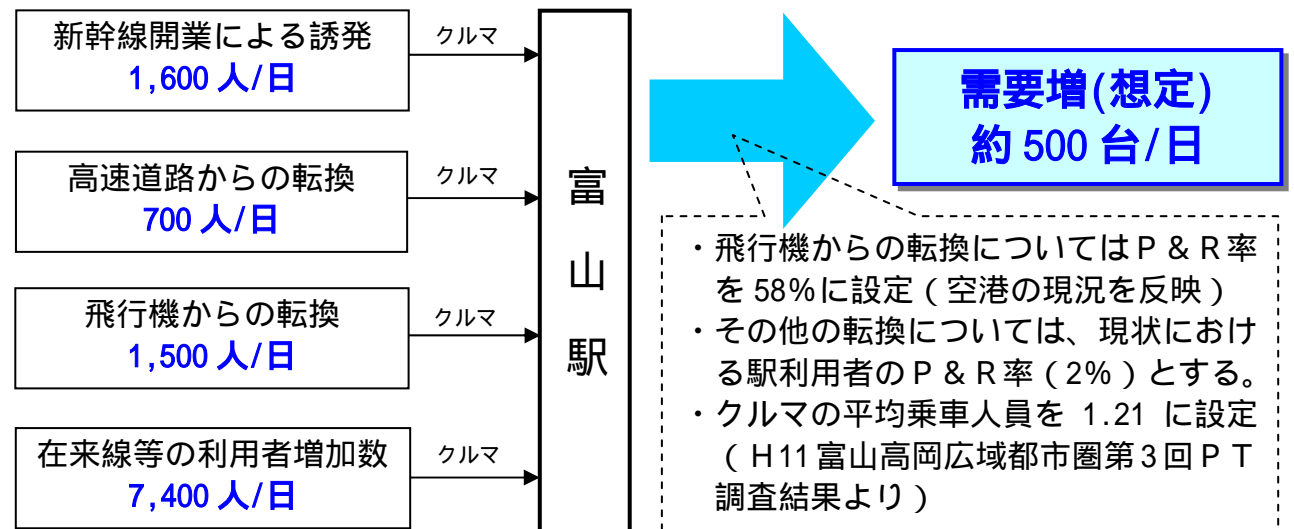 新幹線開業による誘発
1,600 人/日
クルマ
高速道路からの転換
700 人/日
クルマ
飛行機からの転換
1,500 人/日
クルマ
在来線等の利用者増加数
7,400 人/日
クルマ
富山駅
需要増(想定)
約 500 台/日
・飛行機からの転換についてはP & R率
を 58%に設定（空港の現況を反映）
・その他の転換については、現状におけ
る駅利用者のP & R率（2%）とする。
・クルマの平均乗車人員を 1.21 に設定
（H11 富山高岡広域都市圏第3回PT
調査結果より）